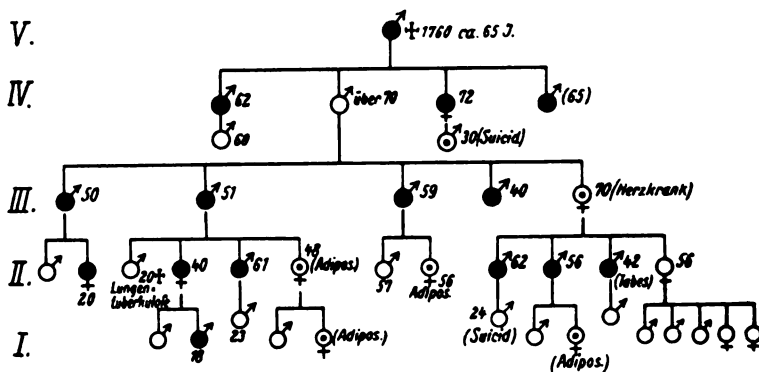 V. ✝1760 ca. 65 J.
IV. 62 über 70 72 (65)
60 30 (Suicid)
III. 50 51 59 40 70 (Herzkrank)
II. 20 20✝ 40 61 48 (Adipos.) 57 56 62 56 42 56
Lungen-
tuberkulose
Adipos.
(Tabes)
I. 18 23 (Adipos.) 24
(Suicid)
(Adipos.)